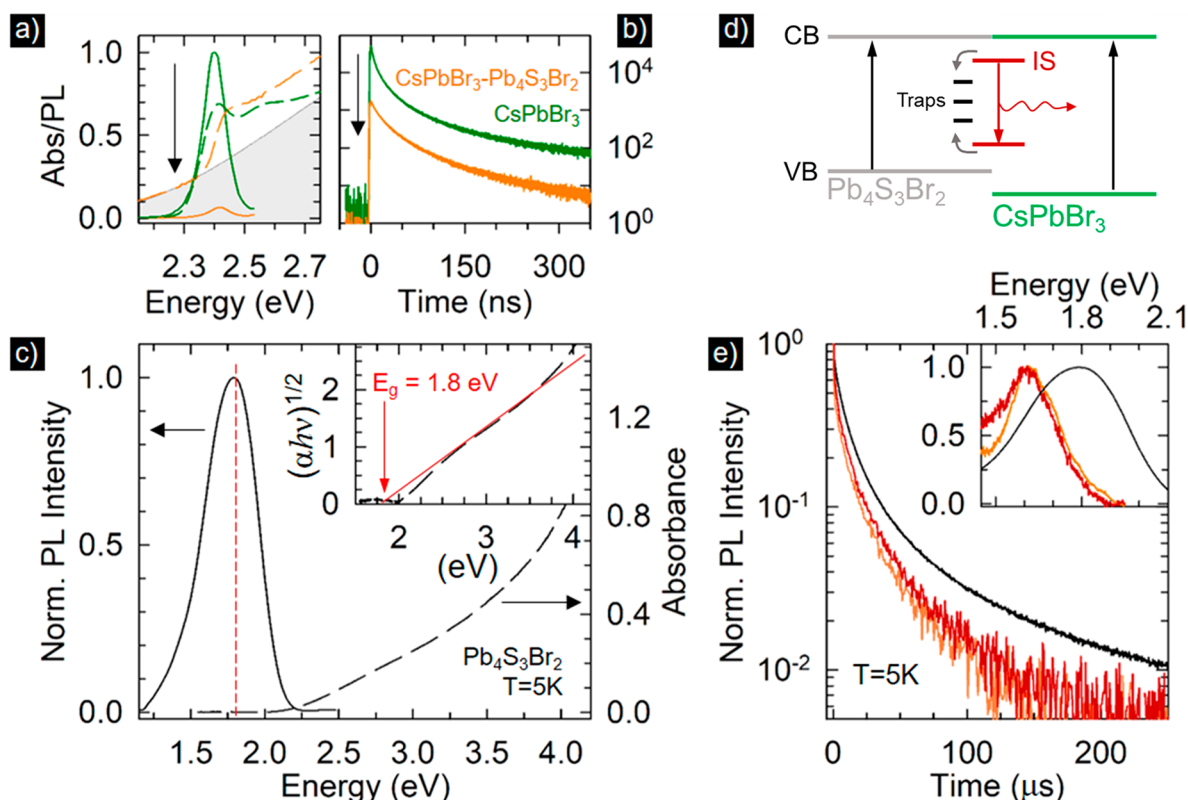 a)
Abs/PL
1.0
0.5
0.0
2.3
2.5
2.7
Energy (eV)
b)
CsPbBr3-Pb4S3Br2
CsPbBr3
10^4
10^2
10^0
0
150
300
Time (ns)
d)
CB
IS
Traps
VB
Pb4S3Br2
CsPbBr3
c)
Norm. PL Intensity
1.0
0.5
0.0
1.5
2.0
2.5
3.0
3.5
4.0
Energy (eV)
Eg = 1.8 eV
(αhν)^1/2
2
1
0
2
3
4
(eV)
1.2
0.8
0.4
0.0
Absorbance
Pb4S3Br2
T=5K
e)
Energy (eV)
1.5
1.8
2.1
1.0
0.5
0.0
Norm. PL Intensity
10^0
10^-1
10^-2
T=5K
0
100
200
Time (μs)